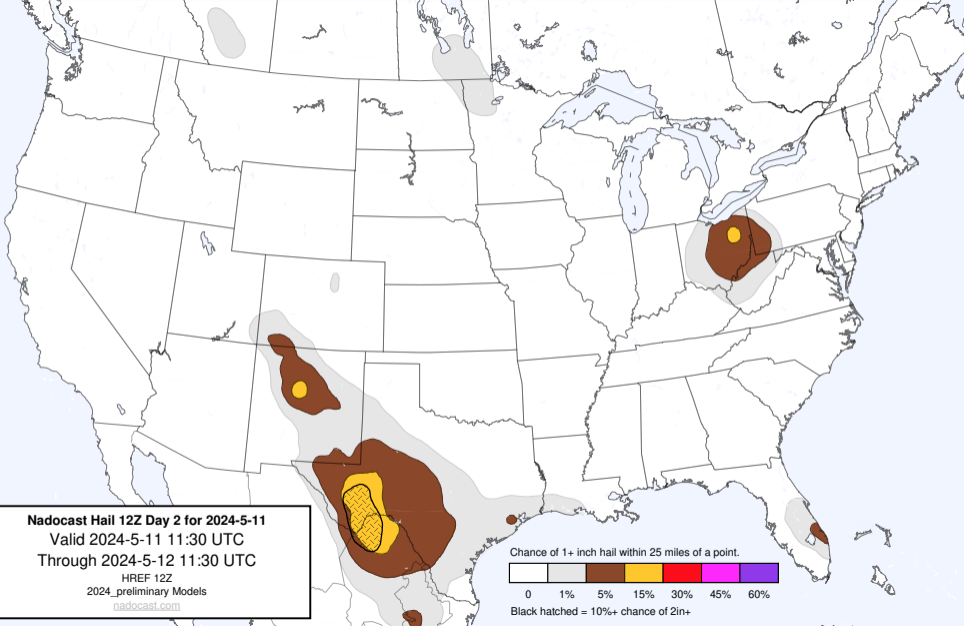 Nadocast Hail 12Z Day 2 for 2024-5-11
Valid 2024-5-11 11:30 UTC
Through 2024-5-12 11:30 UTC
HREF 12Z
2024_preliminary Models
nadocast.com
Chance of 1+ inch hail within 25 miles of a point.
0 1% 5% 15% 30% 45% 60%
Black hatched = 10%+ chance of 2in+